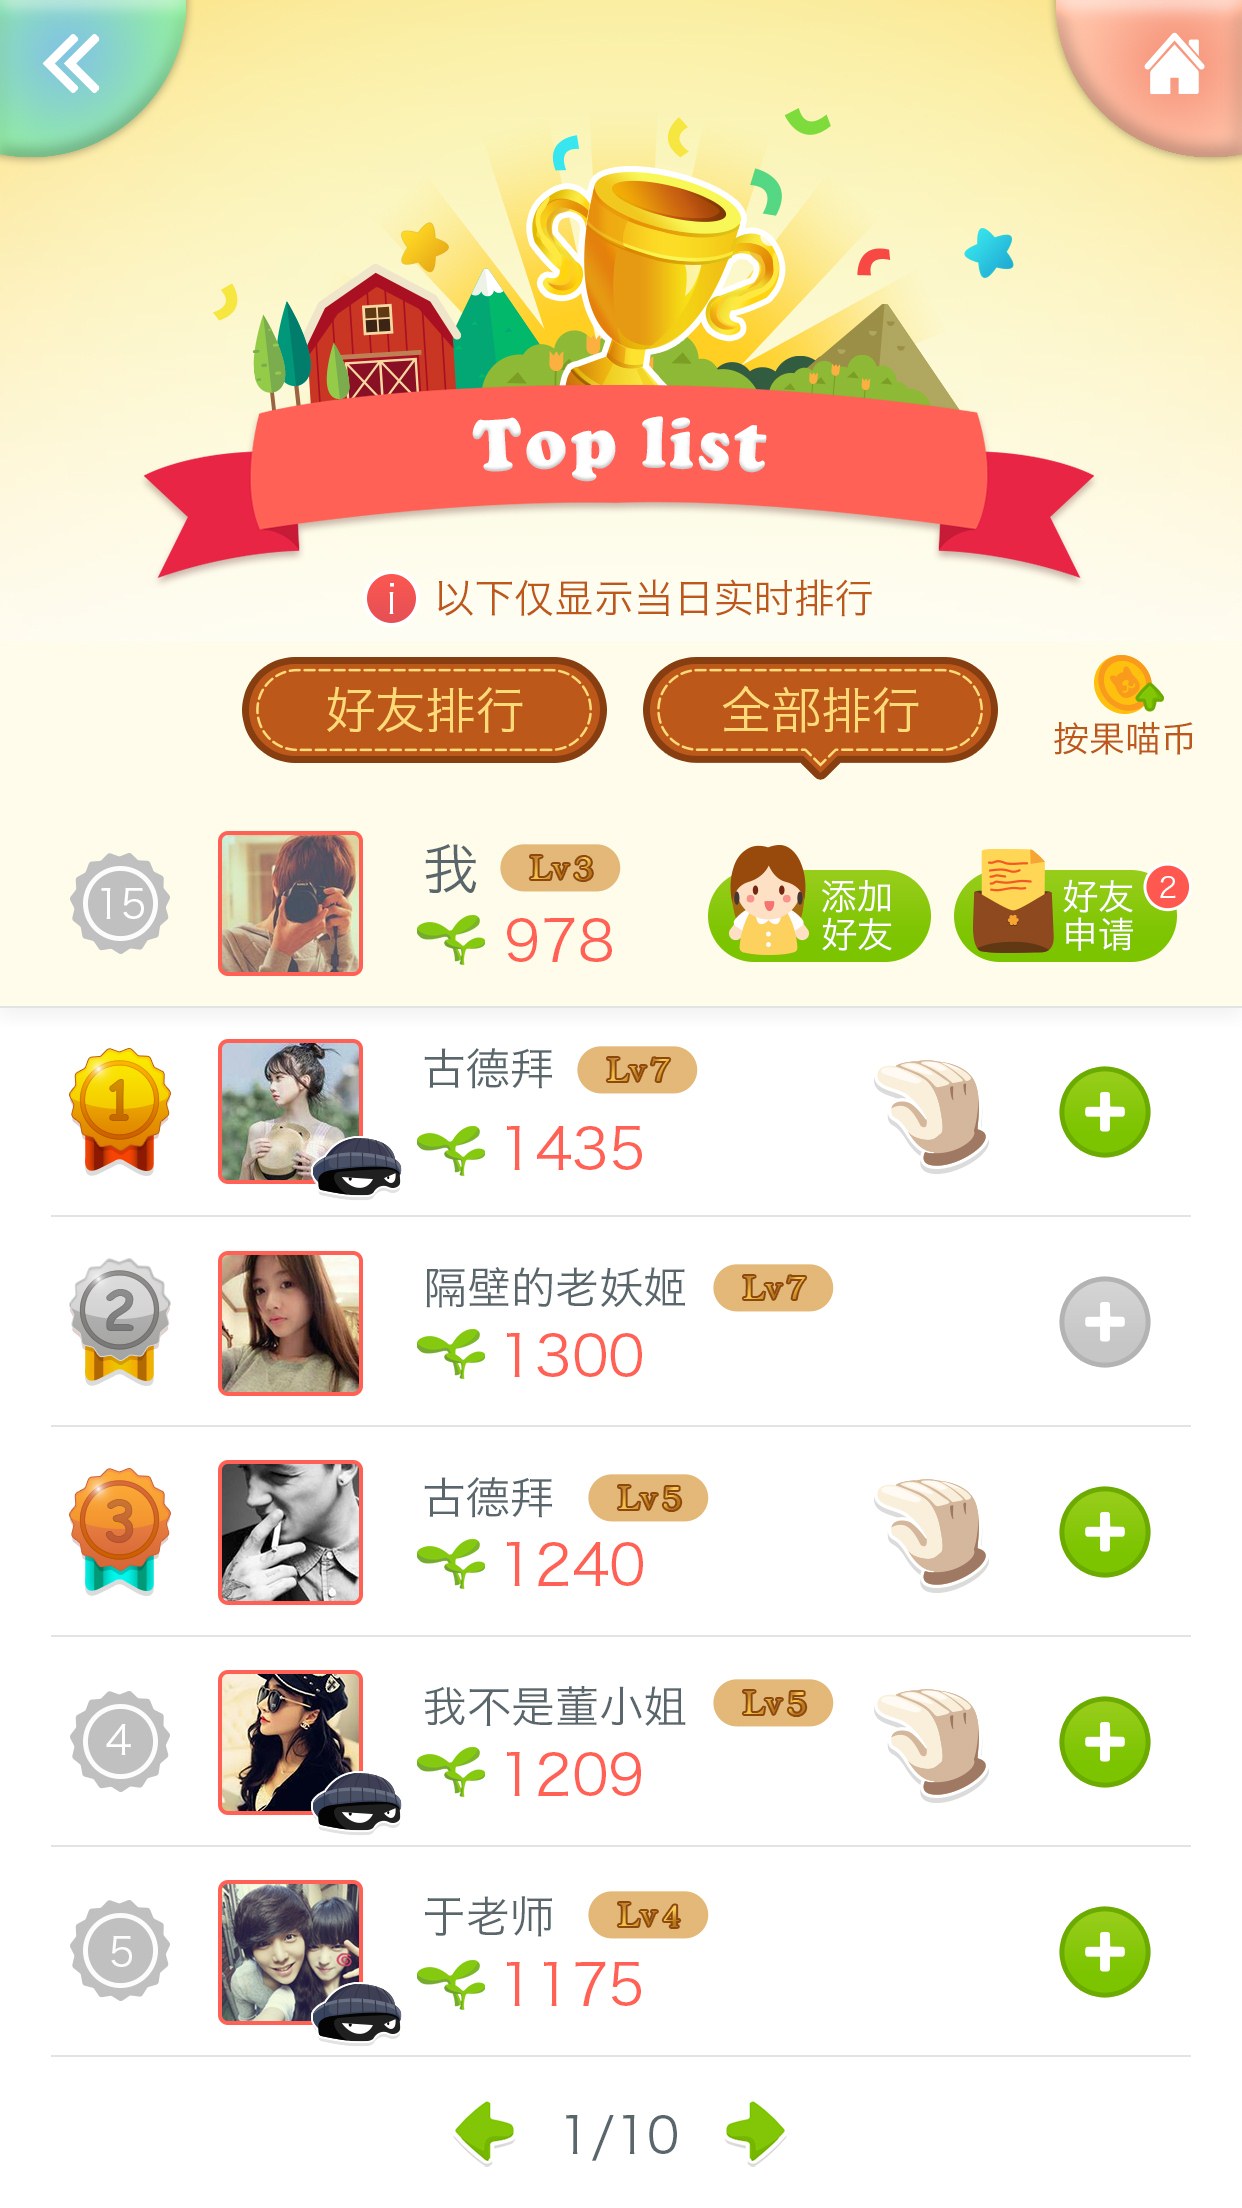 Top list
i 以下仅显示当日实时排行
好友排行
全部排行
按果喵币
15
我 Lv3
978
添加
好友
好友
申请
2
1
古德拜 Lv7
1435
2
隔壁的老妖姬 Lv7
1300
3
古德拜 Lv5
1240
4
我不是董小姐 Lv5
1209
5
于老师 Lv4
1175
1/10